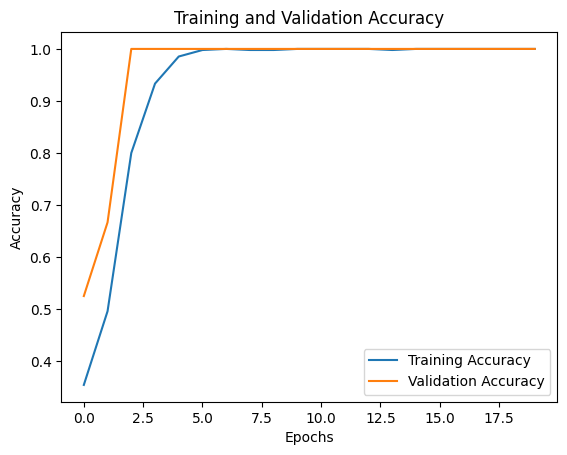 Training and Validation Accuracy
1.0
0.9
0.8
0.7
0.6
0.5
0.4
Accuracy
Training Accuracy
Validation Accuracy
0.0 2.5 5.0 7.5 10.0 12.5 15.0 17.5
Epochs